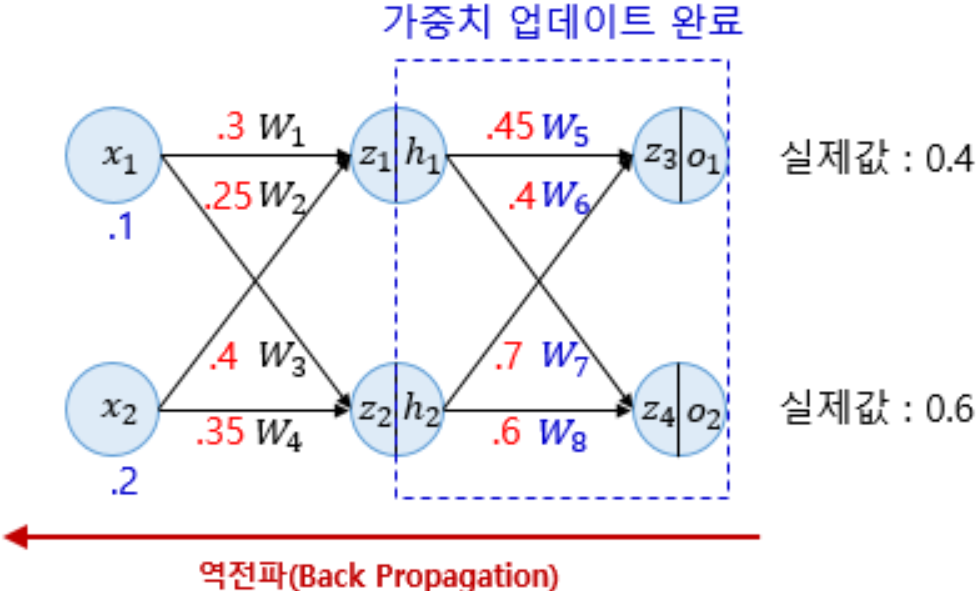 가중치 업데이트 완료
.3 W₁
.45 W₅
x₁
z₁ h₁
z₃ o₁
실제값 : 0.4
.25 W₂
.4 W₆
.1
.4 W₃
.7 W₇
x₂
z₂ h₂
z₄ o₂
실제값 : 0.6
.35 W₄
.6 W₈
.2
역전파(Back Propagation)